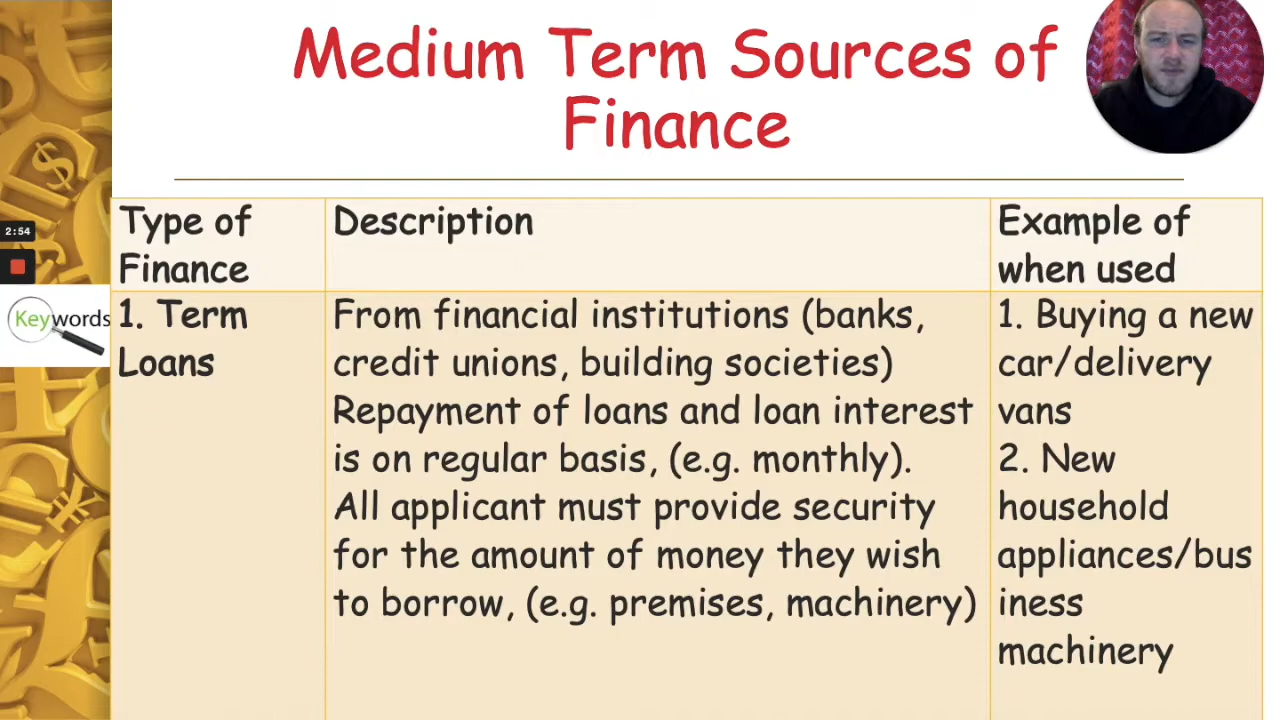 Medium Term Sources of
Finance
Type of
Finance
Description
Example of
when used
2:54
Keywords
1. Term
Loans
From financial institutions (banks,
credit unions, building societies)
Repayment of loans and loan interest
is on regular basis, (e.g. monthly).
All applicant must provide security
for the amount of money they wish
to borrow, (e.g. premises, machinery)
1. Buying a new
car/delivery
vans
2. New
household
appliances/bus
iness
machinery